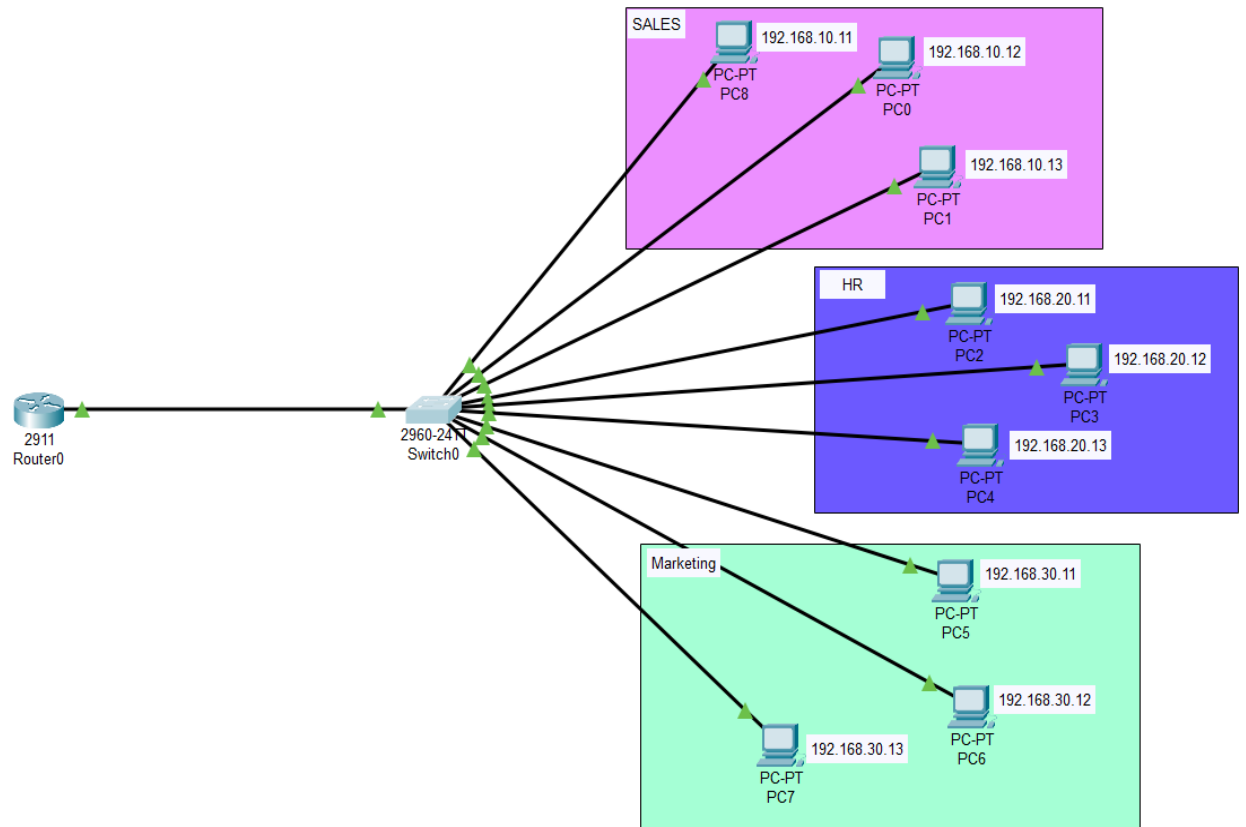 SALES
192.168.10.11
PC-PT
PC8
192.168.10.12
PC-PT
PC0
192.168.10.13
PC-PT
PC1
HR
192.168.20.11
PC-PT
PC2
192.168.20.12
PC-PT
PC3
192.168.20.13
PC-PT
PC4
2911
Router0
Switch0
Marketing
192.168.30.11
PC-PT
PC5
192.168.30.12
PC-PT
PC6
192.168.30.13
PC-PT
PC7